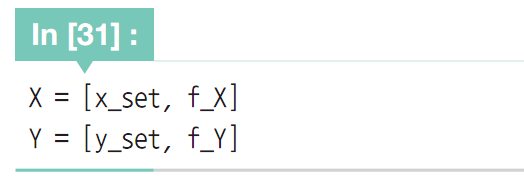 In [31] :
X = [x_set, f_X]
Y = [y_set, f_Y]